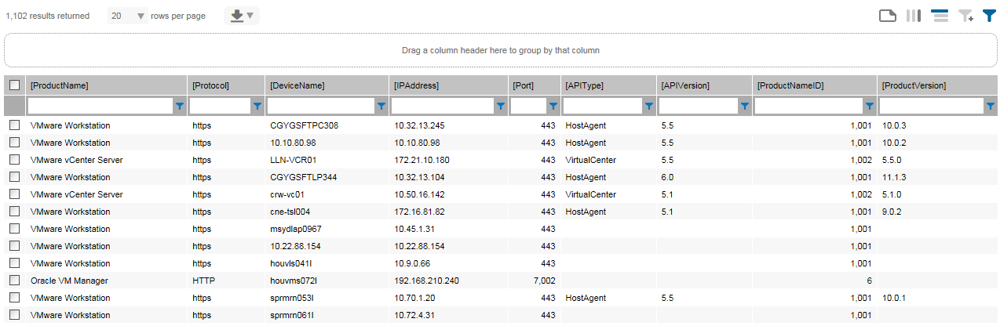 1,102 results returned 20 rows per page
Drag a column header here to group by that column
[ProductName] [Protocol] [DeviceName] [IPAddress] [Port] [APIType] [APIVersion] [ProductNameID] [ProductVersion]
VMware Workstation https CGYGSFTPC308 10.32.13.245 443 HostAgent 5.5 1,001 10.0.3
VMware Workstation https 10.10.80.98 10.10.80.98 443 HostAgent 5.5 1,001 10.0.2
VMware vCenter Server https LLN-VCR01 172.21.10.180 443 VirtualCenter 5.5 1,002 5.5.0
VMware Workstation https CGYGSFTLP344 10.32.13.104 443 HostAgent 6.0 1,001 11.1.3
VMware vCenter Server https crw-vc01 10.50.16.142 443 VirtualCenter 5.1 1,002 5.1.0
VMware Workstation https cne-tsl004 172.16.81.82 443 HostAgent 5.1 1,001 9.0.2
VMware Workstation https msydlap0967 10.45.1.31 443 1,001
VMware Workstation https 10.22.88.154 10.22.88.154 443 1,001
VMware Workstation https houvls041l 10.9.0.66 443 1,001
Oracle VM Manager HTTP houvms072l 192.168.210.240 7,002 6
VMware Workstation https sprmrn053l 10.70.1.20 443 HostAgent 5.5 1,001 10.0.1
VMware Workstation https sprmrn061l 10.72.4.31 443 1,001